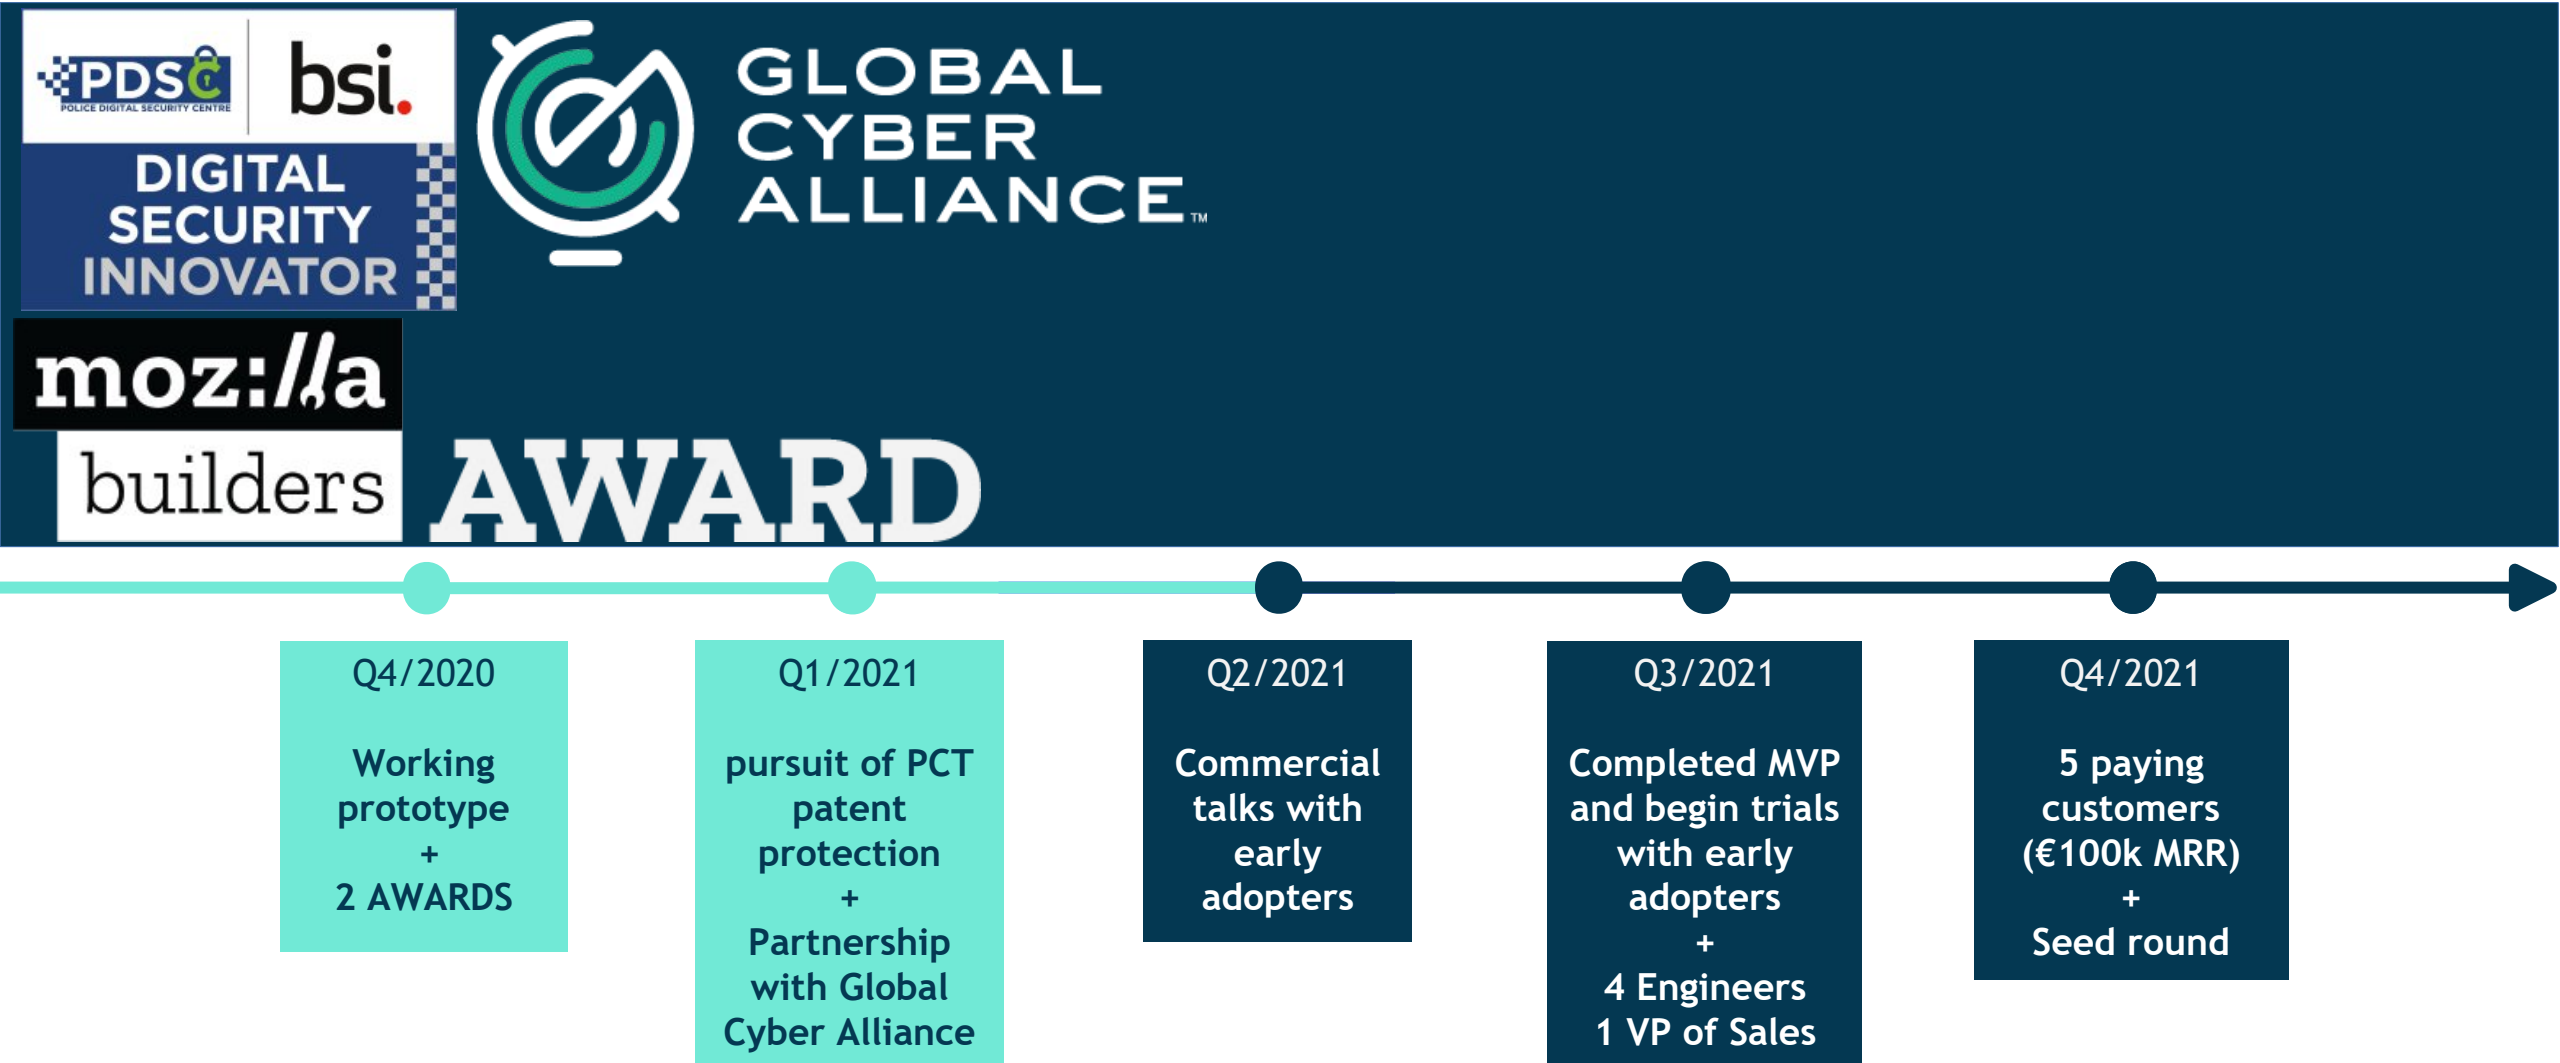 PDSC
POLICE DIGITAL SECURITY CENTRE
bsi.
DIGITAL
SECURITY
INNOVATOR
GLOBAL
CYBER
ALLIANCE™
moz://a
builders
AWARD
Q4/2020
Working
prototype
+
2 AWARDS
Q1/2021
pursuit of PCT
patent
protection
+
Partnership
with Global
Cyber Alliance
Q2/2021
Commercial
talks with
early
adopters
Q3/2021
Completed MVP
and begin trials
with early
adopters
+
4 Engineers
1 VP of Sales
Q4/2021
5 paying
customers
(€100k MRR)
+
Seed round